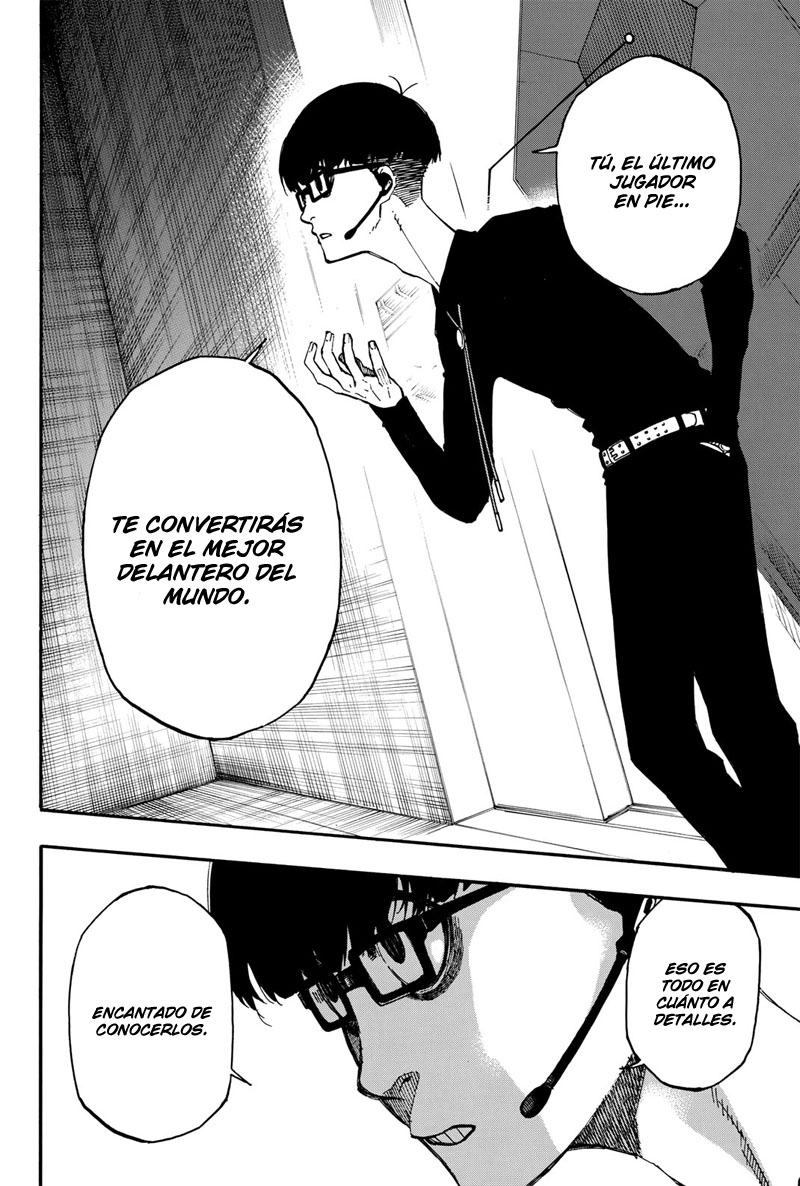 TÚ, EL ÚLTIMO
JUGADOR
EN PIE...
TE CONVERTIRÁS
EN EL MEJOR
DELANTERO DEL
MUNDO.
ESO ES
TODO EN
CUÁNTO A
DETALLES.
ENCANTADO DE
CONOCERLOS.